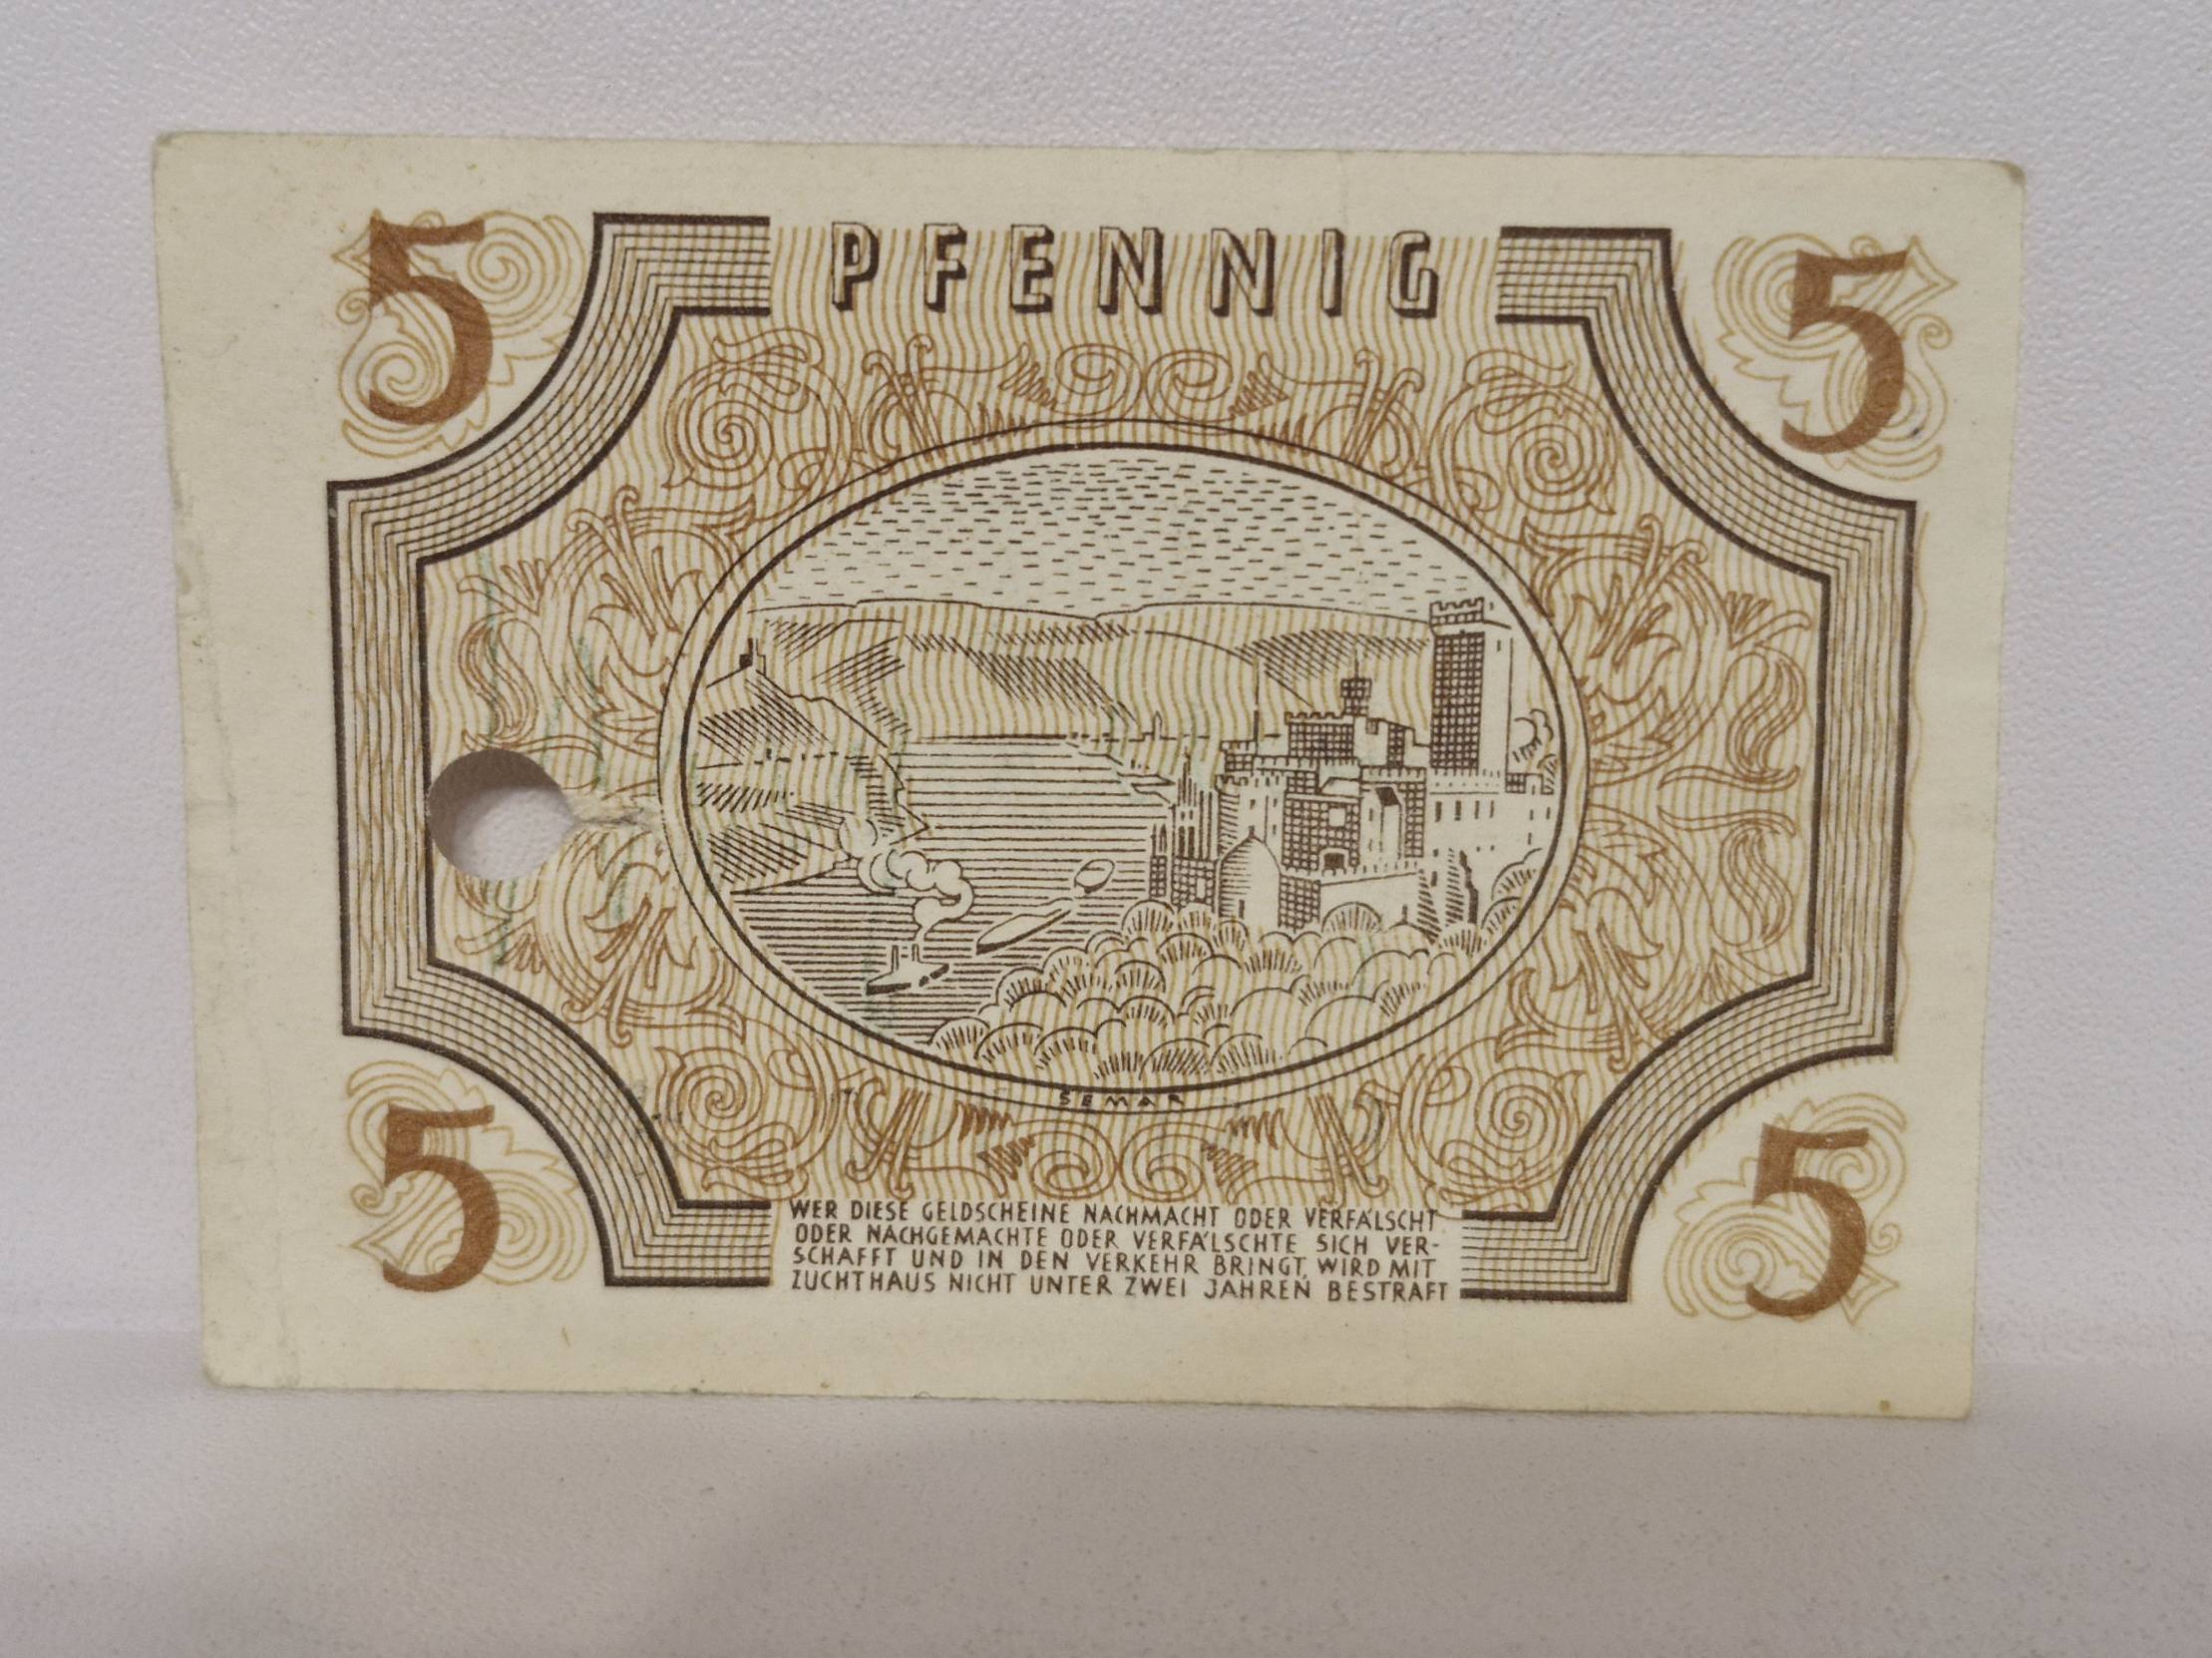 5 PFENNIG 5
SEMAR
5 5
WER DIESE GELDSCHEINE NACHMACHT ODER VERFÄLSCHT
ODER NACHGEMACHTE ODER VERFÄLSCHTE SICH VER-
SCHAFFT UND IN DEN VERKEHR BRINGT, WIRD MIT
ZUCHTHAUS NICHT UNTER ZWEI JAHREN BESTRAFT